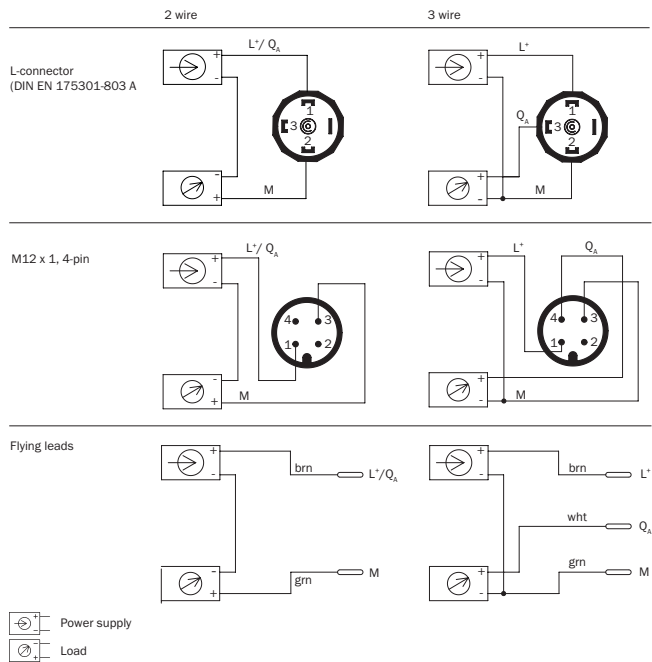 2 wire 3 wire
L-connector
(DIN EN 175301-803 A
L⁺/ Q_A
+
-
1
3
2
-
+
M
L⁺
+
-
1
Q_A
3
2
+
-
M
M12 x 1, 4-pin
L⁺/ Q_A
+
-
4 3
1 2
-
+
M
L⁺ Q_A
+
-
4 3
1 2
+
-
M
Flying leads
+
-
brn L⁺/Q_A
-
+
grn M
+
-
brn L⁺
wht Q_A
+
-
grn M
+
-
Power supply
-
+
Load